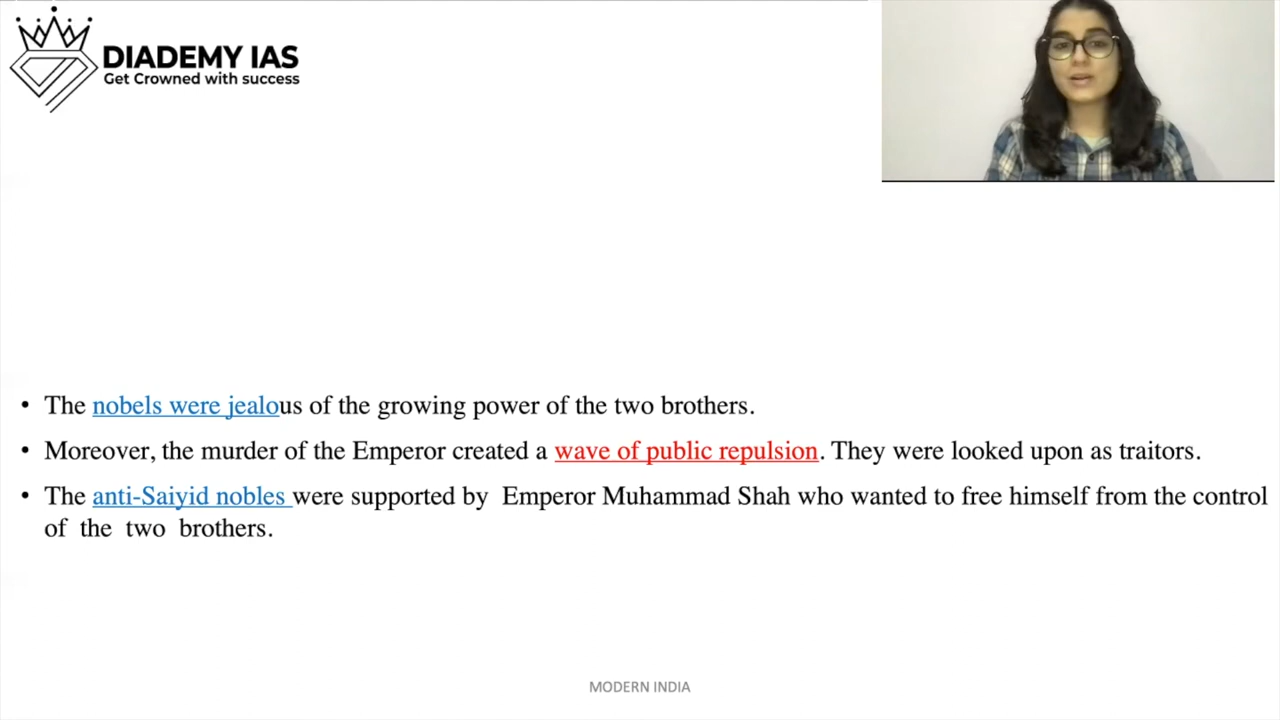 DIADEMY IAS
Get Crowned with success
• The nobels were jealous of the growing power of the two brothers.
• Moreover, the murder of the Emperor created a wave of public repulsion. They were looked upon as traitors.
• The anti-Saiyid nobles were supported by Emperor Muhammad Shah who wanted to free himself from the control
of the two brothers.
MODERN INDIA